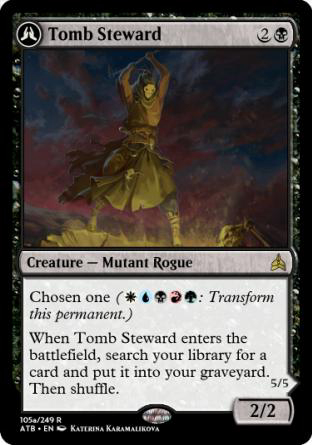 Tomb Steward 2
Creature — Mutant Rogue
Chosen one (: Transform
this permanent.)
When Tomb Steward enters the
battlefield, search your library for a
card and put it into your graveyard.
Then shuffle.
5/5
2/2
105a/249 R
ATB • EN Katerina Karamalikova